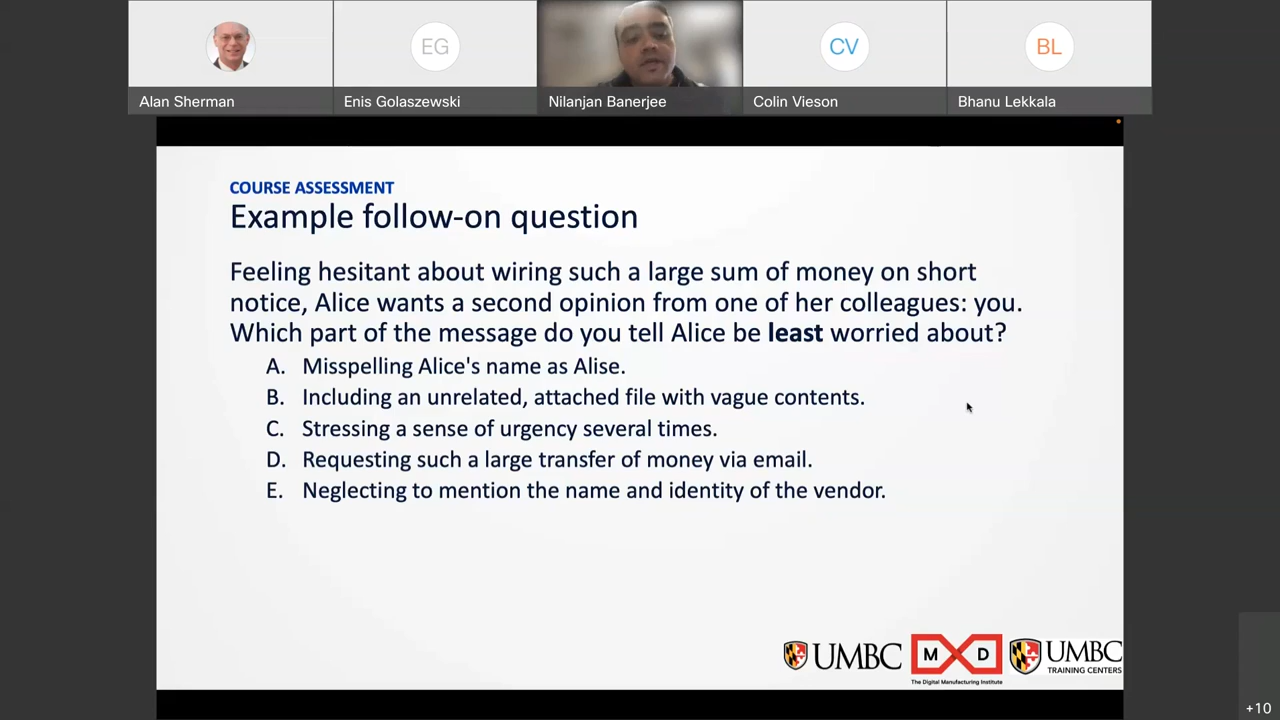 EG
CV
BL
Alan Sherman
Enis Golaszewski
Nilanjan Banerjee
Colin Vieson
Bhanu Lekkala
COURSE ASSESSMENT
Example follow-on question
Feeling hesitant about wiring such a large sum of money on short
notice, Alice wants a second opinion from one of her colleagues: you.
Which part of the message do you tell Alice be least worried about?
A. Misspelling Alice's name as Alise.
B. Including an unrelated, attached file with vague contents.
C. Stressing a sense of urgency several times.
D. Requesting such a large transfer of money via email.
E. Neglecting to mention the name and identity of the vendor.
UMBC
M D
The Digital Manufacturing Institute
UMBC
TRAINING CENTERS
+10